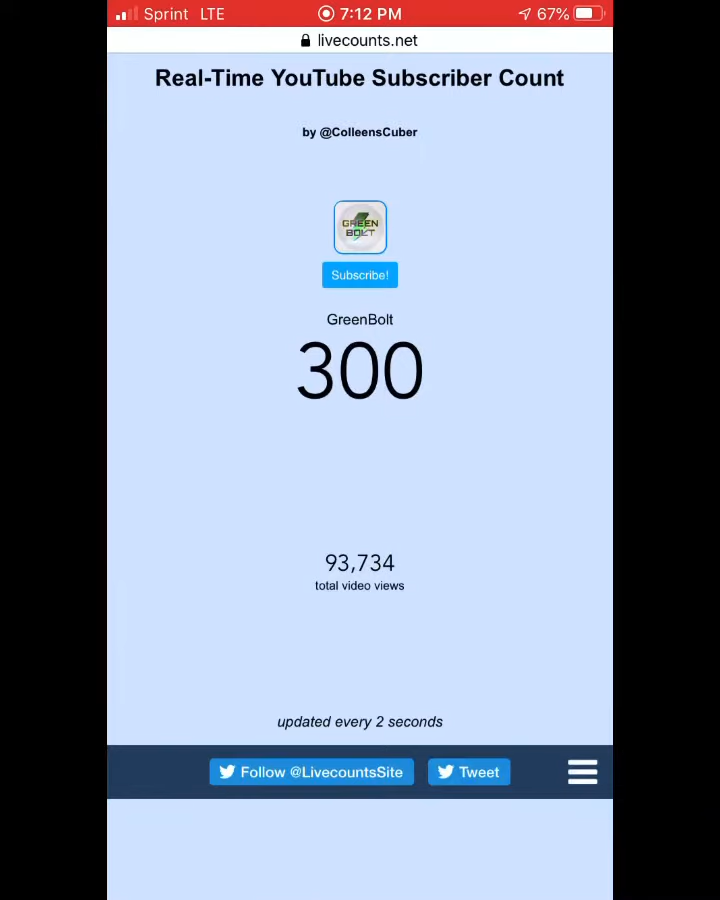 Sprint LTE 7:12 PM 67%
livecounts.net
Real-Time YouTube Subscriber Count
by @ColleensCuber
GREEN
BOLT
Subscribe!
GreenBolt
300
93,734
total video views
updated every 2 seconds
Follow @LivecountsSite Tweet